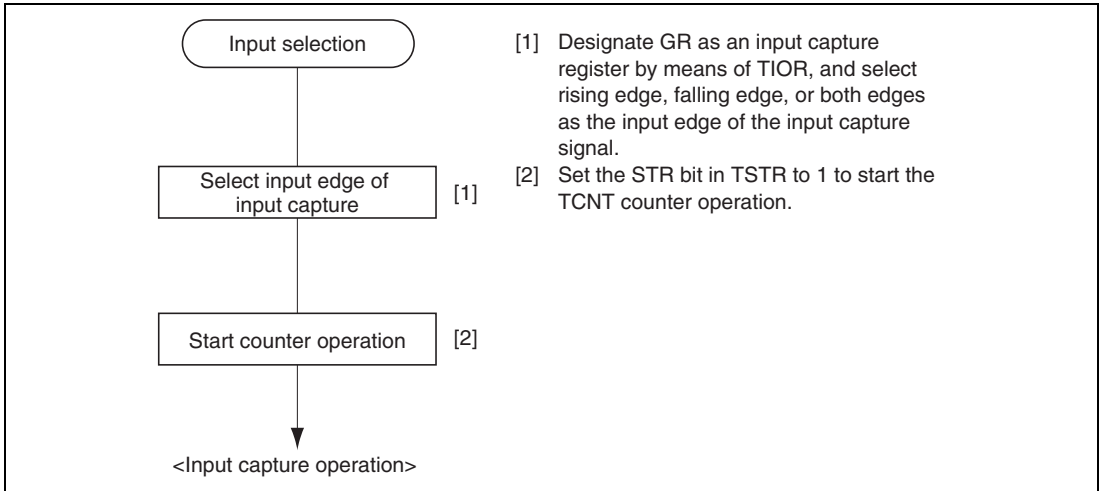 Input selection
Select input edge of
input capture
[1]
Start counter operation
[2]
<Input capture operation>
[1] Designate GR as an input capture
register by means of TIOR, and select
rising edge, falling edge, or both edges
as the input edge of the input capture
signal.
[2] Set the STR bit in TSTR to 1 to start the
TCNT counter operation.